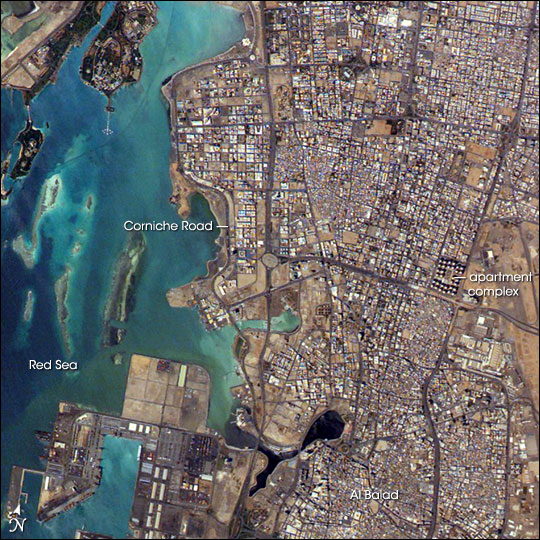 Corniche Road
apartment
complex
Red Sea
Al Balad
N